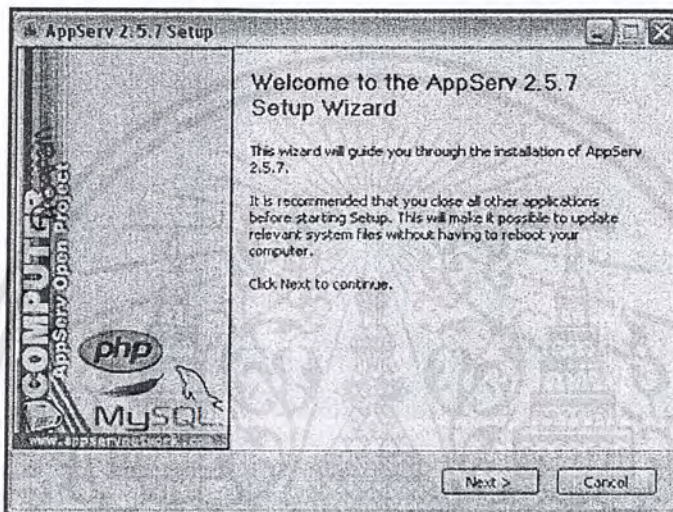 AppServ 2.5.7 Setup
Welcome to the AppServ 2.5.7
Setup Wizard
This wizard will guide you through the installation of AppServ
2.5.7.
It is recommended that you close all other applications
before starting Setup. This will make it possible to update
relevant system files without having to reboot your
computer.
Click Next to continue.
COMPUTER
AppServ Open Project
php
MySQL
www.appservnetwork.com
Next >
Cancel